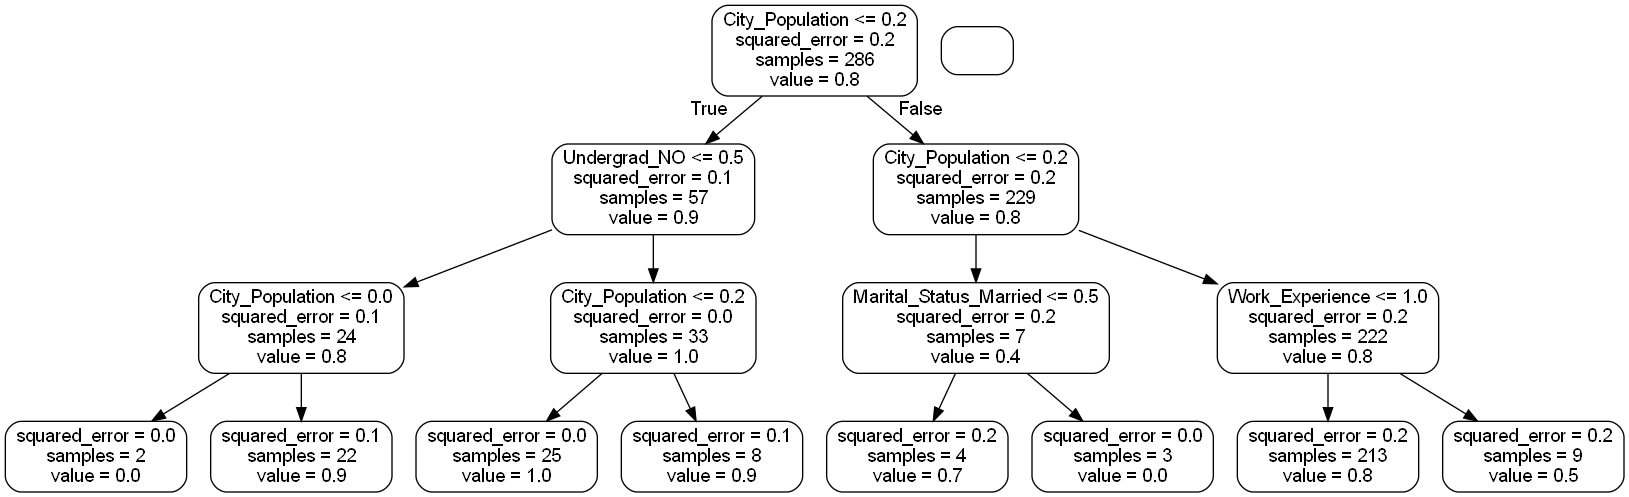 City_Population <= 0.2
squared_error = 0.2
samples = 286
value = 0.8
True
False
Undergrad_NO <= 0.5
squared_error = 0.1
samples = 57
value = 0.9
City_Population <= 0.2
squared_error = 0.2
samples = 229
value = 0.8
City_Population <= 0.0
squared_error = 0.1
samples = 24
value = 0.8
City_Population <= 0.2
squared_error = 0.0
samples = 33
value = 1.0
Marital_Status_Married <= 0.5
squared_error = 0.2
samples = 7
value = 0.4
Work_Experience <= 1.0
squared_error = 0.2
samples = 222
value = 0.8
squared_error = 0.0
samples = 2
value = 0.0
squared_error = 0.1
samples = 22
value = 0.9
squared_error = 0.0
samples = 25
value = 1.0
squared_error = 0.1
samples = 8
value = 0.9
squared_error = 0.2
samples = 4
value = 0.7
squared_error = 0.0
samples = 3
value = 0.0
squared_error = 0.2
samples = 213
value = 0.8
squared_error = 0.2
samples = 9
value = 0.5